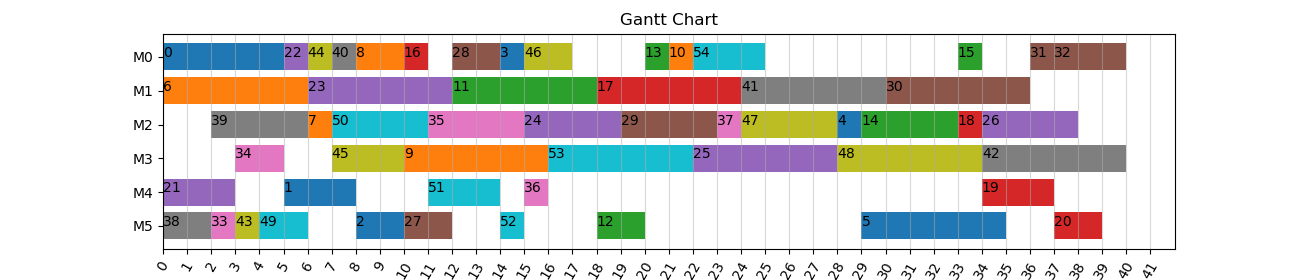 Gantt Chart
M0 0 22 44 40 8 16 28 3 46 13 10 54 15 31 32
M1 6 23 11 17 41 30
M2 39 7 50 35 24 29 37 47 4 14 18 26
M3 34 45 9 53 25 48 42
M4 21 1 51 36 19
M5 38 33 43 49 2 27 52 12 5 20
0 1 2 3 4 5 6 7 8 9 10 11 12 13 14 15 16 17 18 19 20 21 22 23 24 25 26 27 28 29 30 31 32 33 34 35 36 37 38 39 40 41